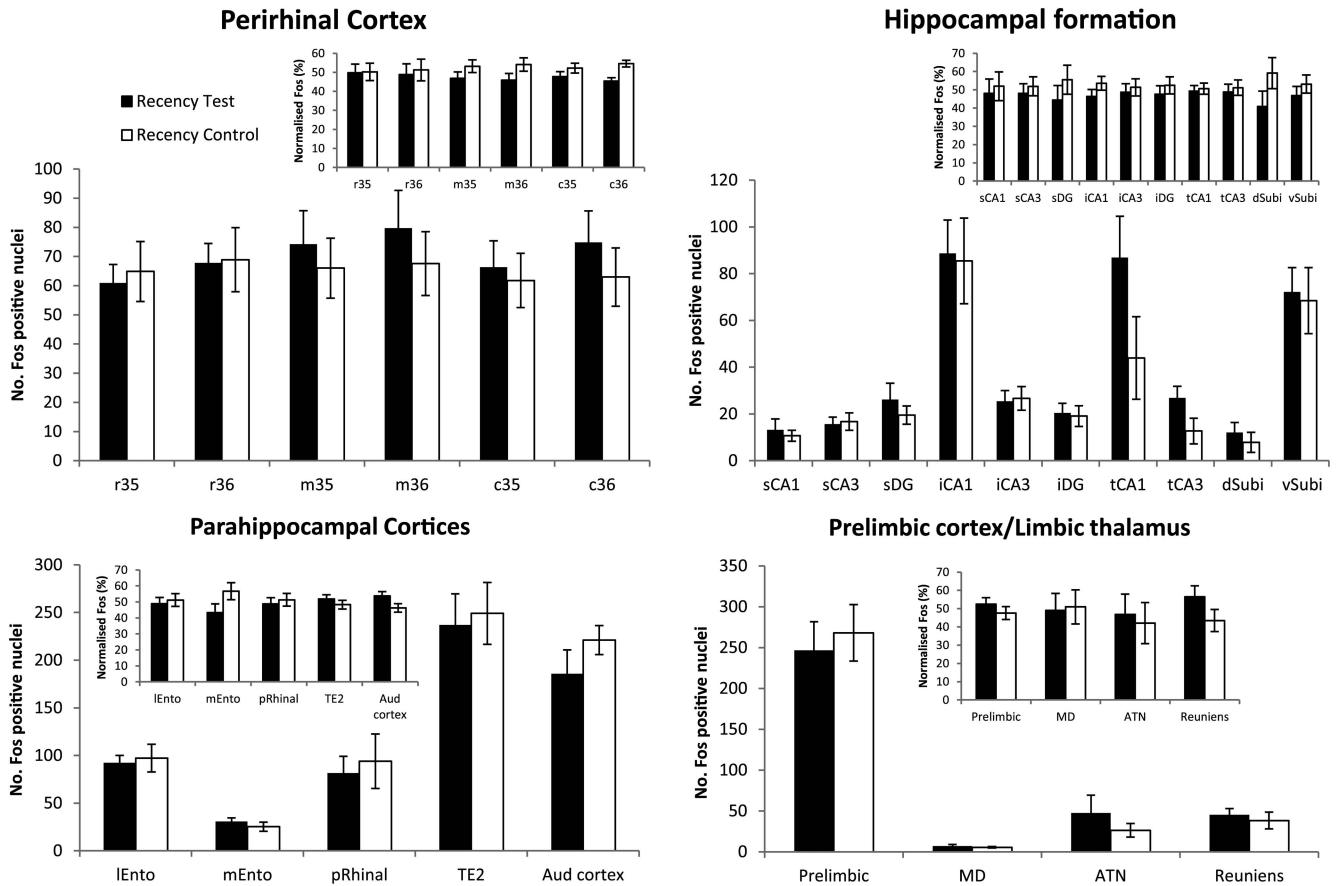 Perirhinal Cortex
Recency Test
Recency Control
Normalised Fos (%)
60
50
40
30
20
10
0
r35 r36 m35 m36 c35 c36
No. Fos positive nuclei
100
90
80
70
60
50
40
30
20
10
0
r35 r36 m35 m36 c35 c36
Hippocampal formation
Normalised Fos (%)
70
60
50
40
30
20
10
0
sCA1 sCA3 sDG iCA1 iCA3 iDG tCA1 tCA3 dSubi vSubi
No. Fos positive nuclei
120
100
80
60
40
20
0
sCA1 sCA3 sDG iCA1 iCA3 iDG tCA1 tCA3 dSubi vSubi
Parahippocampal Cortices
Normalised Fos (%)
70
60
50
40
30
20
10
0
lEnto mEnto pRhinal TE2 Aud
cortex
No. Fos positive nuclei
300
250
200
150
100
50
0
lEnto mEnto pRhinal TE2 Aud cortex
Prelimbic cortex/Limbic thalamus
Normalised Fos (%)
70
60
50
40
30
20
10
0
Prelimbic MD ATN Reuniens
No. Fos positive nuclei
350
300
250
200
150
100
50
0
Prelimbic MD ATN Reuniens